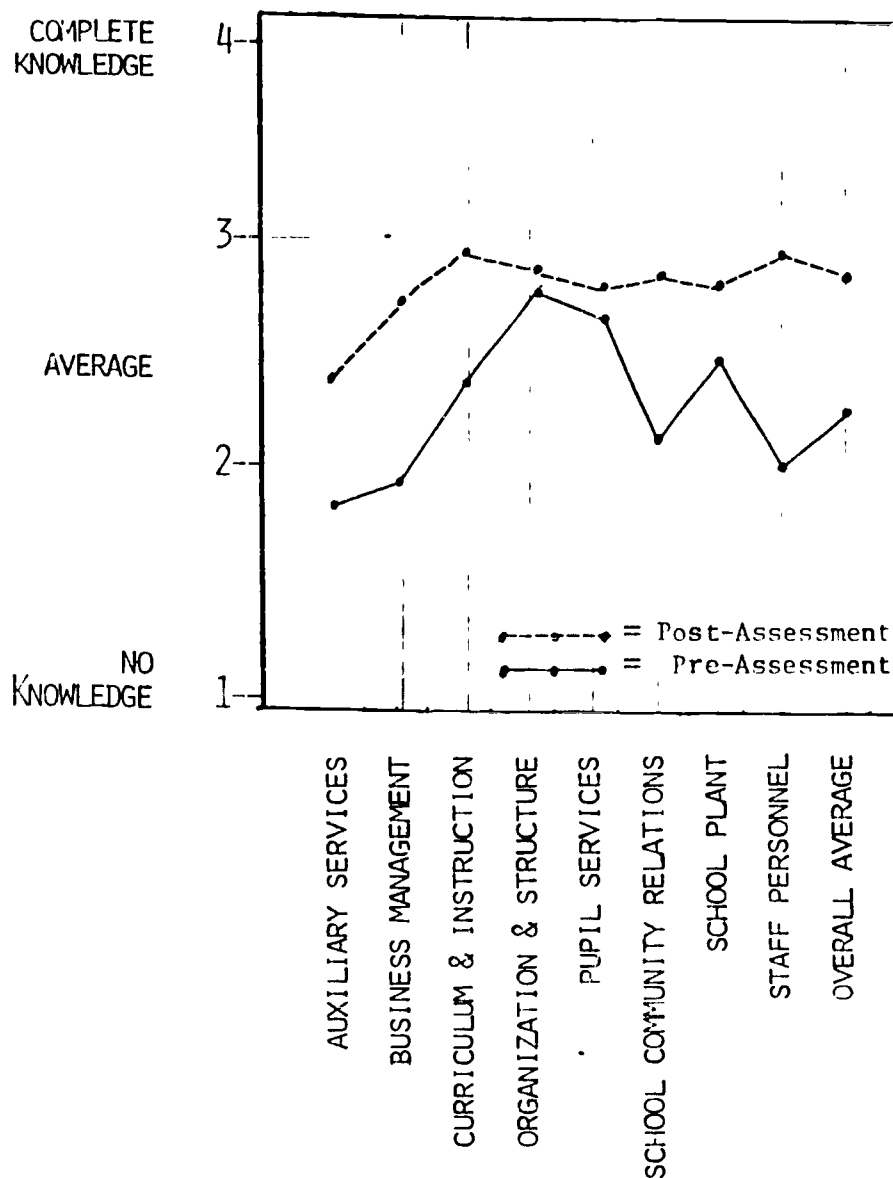 COMPLETE
KNOWLEDGE
4
3
AVERAGE
2
= Post-Assessment
= Pre-Assessment
NO
KNOWLEDGE
1
AUXILIARY SERVICES
BUSINESS MANAGEMENT
CURRICULUM & INSTRUCTION
ORGANIZATION & STRUCTURE
PUPIL SERVICES
SCHOOL COMMUNITY RELATIONS
SCHOOL PLANT
STAFF PERSONNEL
OVERALL AVERAGE